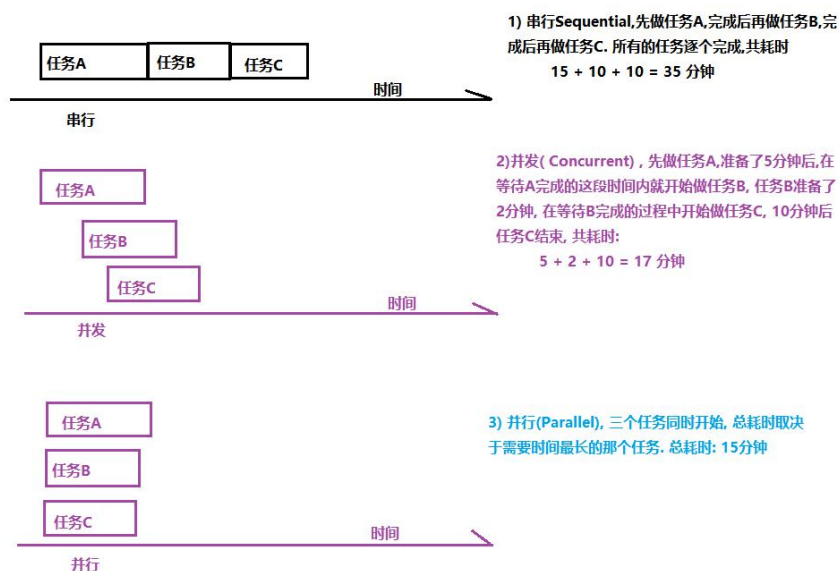 1) 串行Sequential,先做任务A,完成后再做任务B,完
成后再做任务C. 所有的任务逐个完成,共耗时
15 + 10 + 10 = 35 分钟
任务A
任务B
任务C
时间
串行
2)并发( Concurrent) , 先做任务A,准备了5分钟后,在
等待A完成的这段时间内就开始做任务B, 任务B准备了
2分钟, 在等待B完成的过程中开始做任务C, 10分钟后
任务C结束, 共耗时:
5 + 2 + 10 = 17 分钟
任务A
任务B
任务C
时间
并发
3) 并行(Parallel), 三个任务同时开始, 总耗时取决
于需要时间最长的那个任务. 总耗时: 15分钟
任务A
任务B
任务C
时间
并行